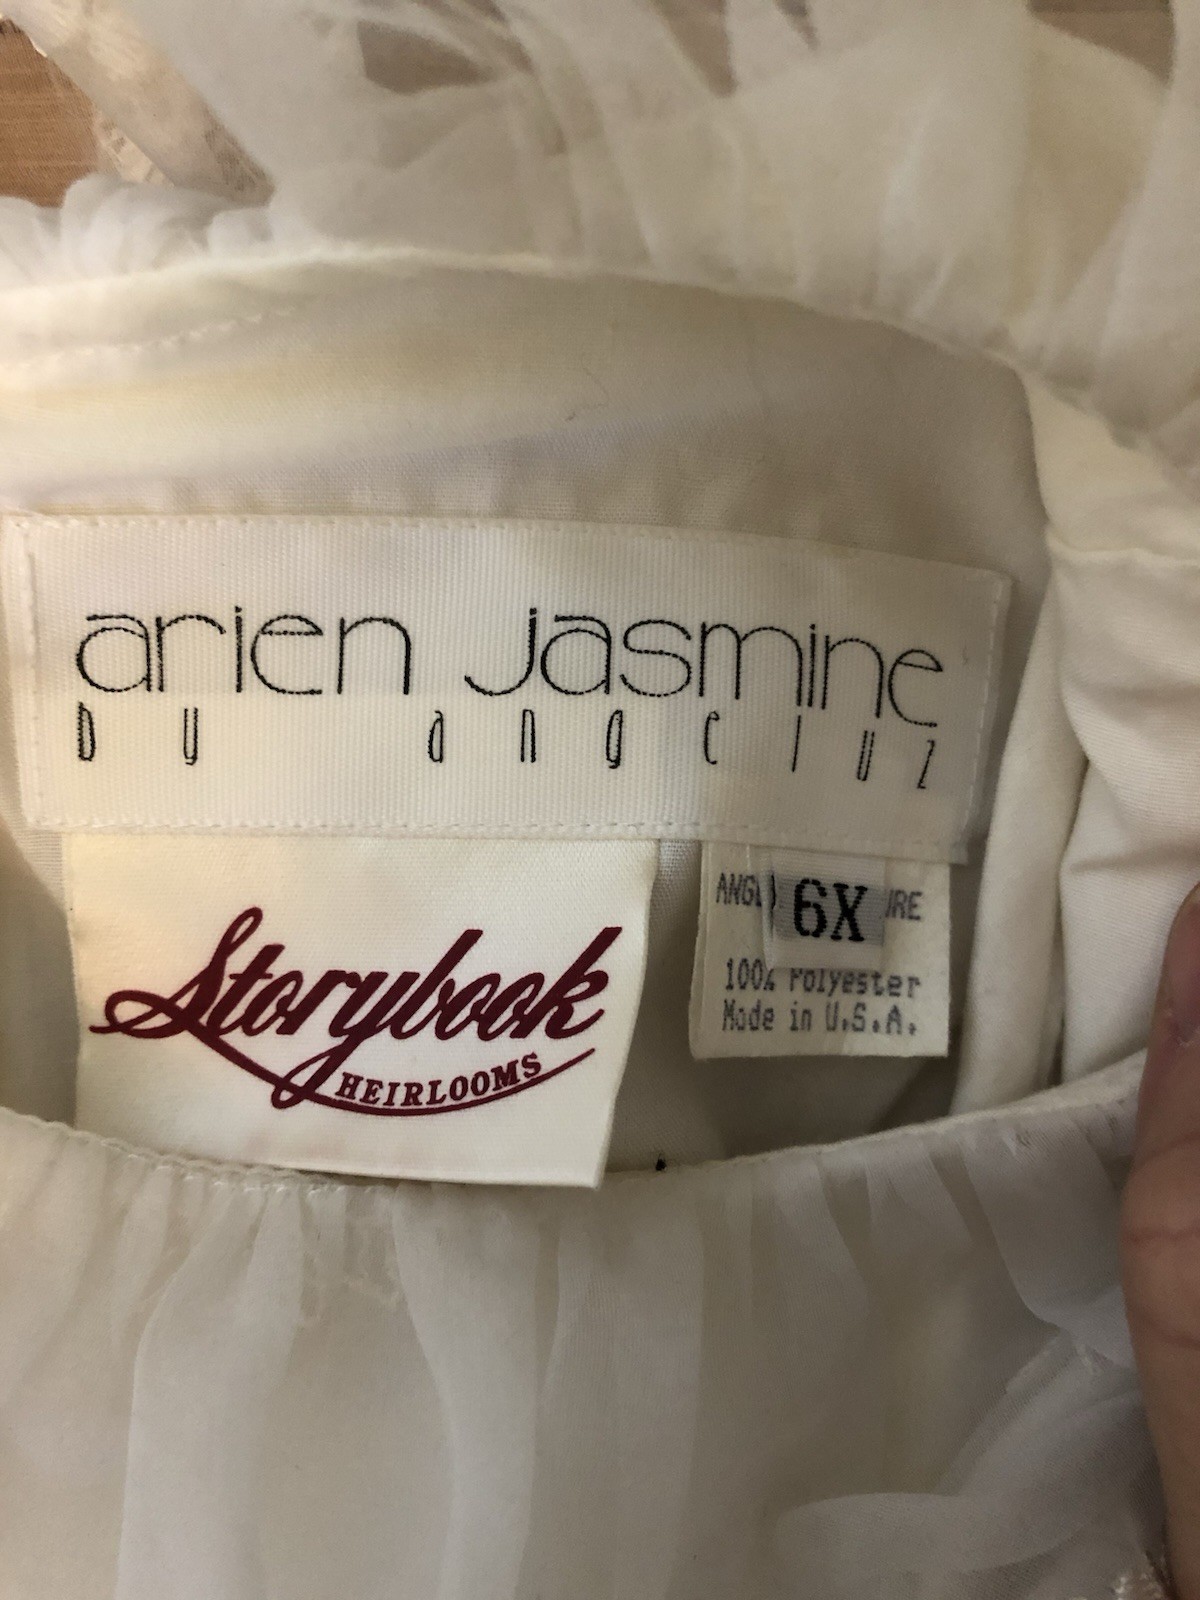 arien jasmine
by angeluz
Storybook
HEIRLOOMS
6X
100% Polyester
Made in U.S.A.